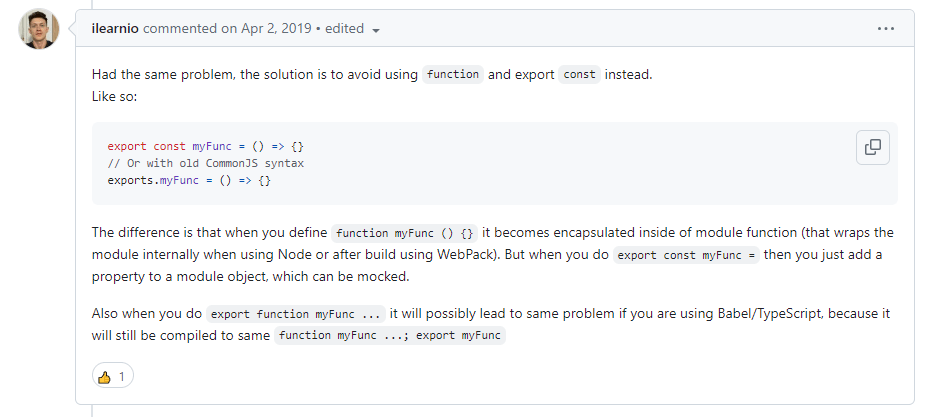 ilearnio commented on Apr 2, 2019 • edited
Had the same problem, the solution is to avoid using function and export const instead.
Like so:
export const myFunc = () => {}
// Or with old CommonJS syntax
exports.myFunc = () => {}
The difference is that when you define function myFunc () {} it becomes encapsulated inside of module function (that wraps the
module internally when using Node or after build using WebPack). But when you do export const myFunc = then you just add a
property to a module object, which can be mocked.
Also when you do export function myFunc ... it will possibly lead to same problem if you are using Babel/TypeScript, because it
will still be compiled to same function myFunc ...; export myFunc
👍 1